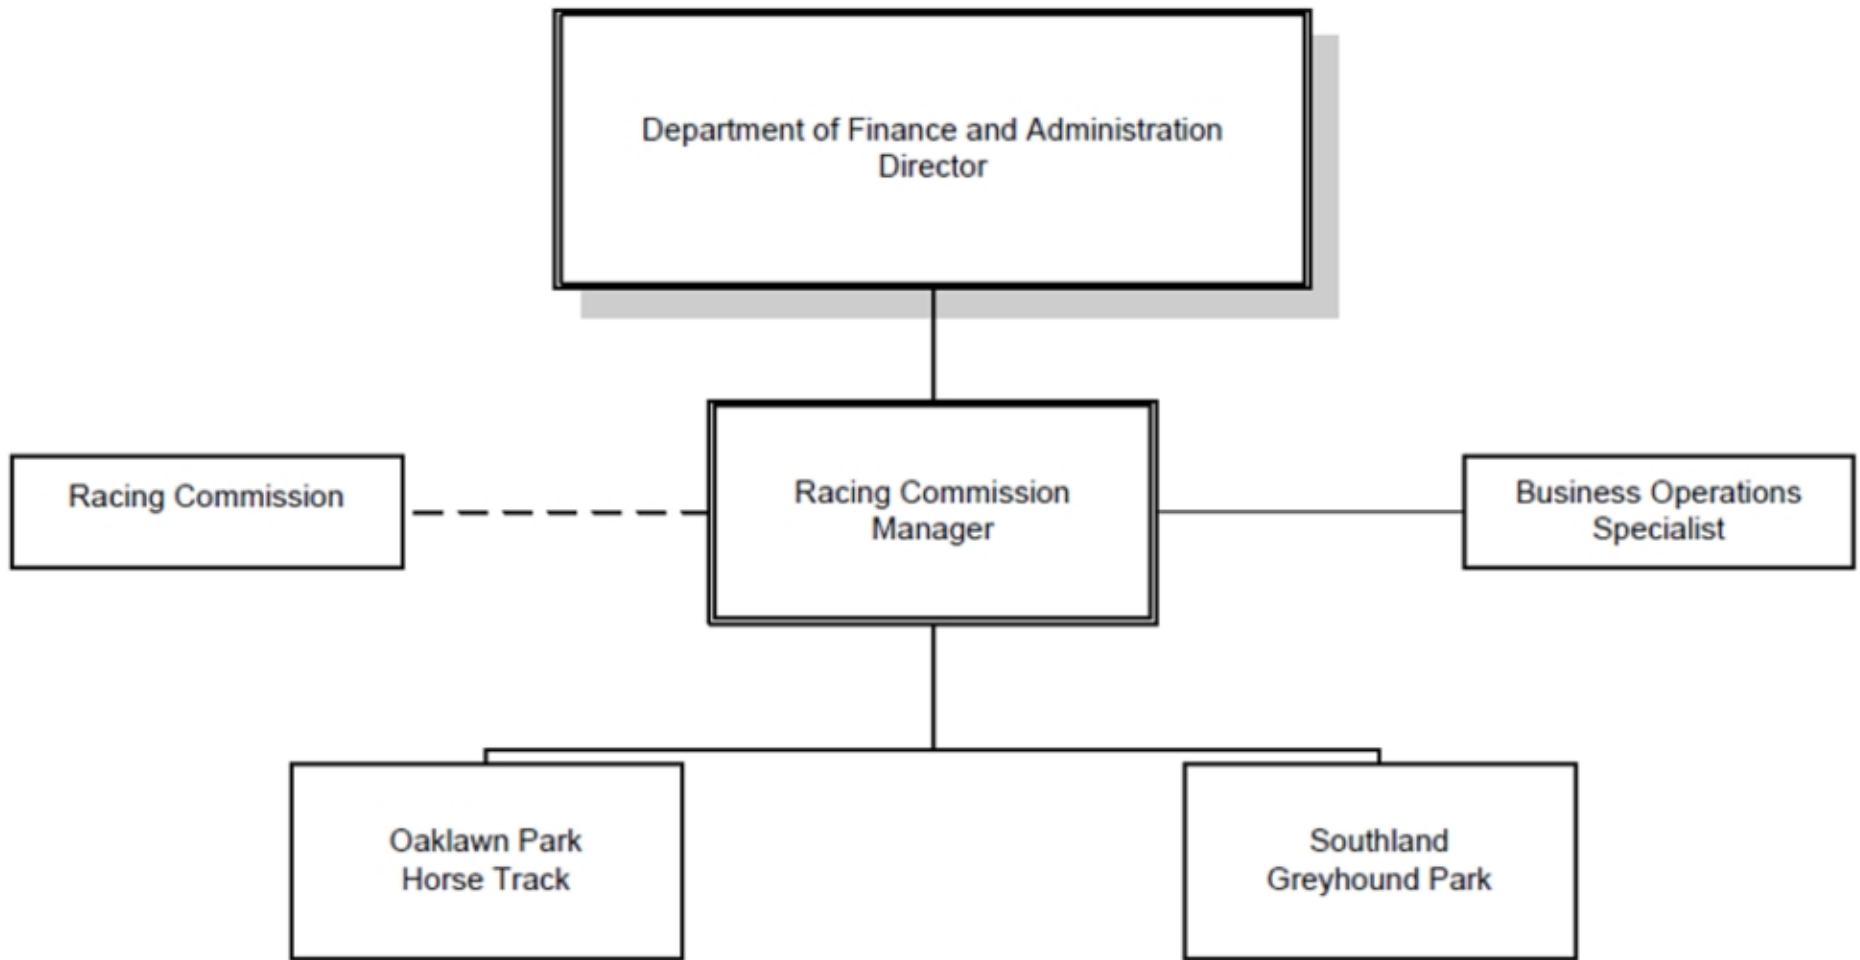 Department of Finance and Administration
Director
Racing Commission
Racing Commission
Manager
Business Operations
Specialist
Oaklawn Park
Horse Track
Southland
Greyhound Park